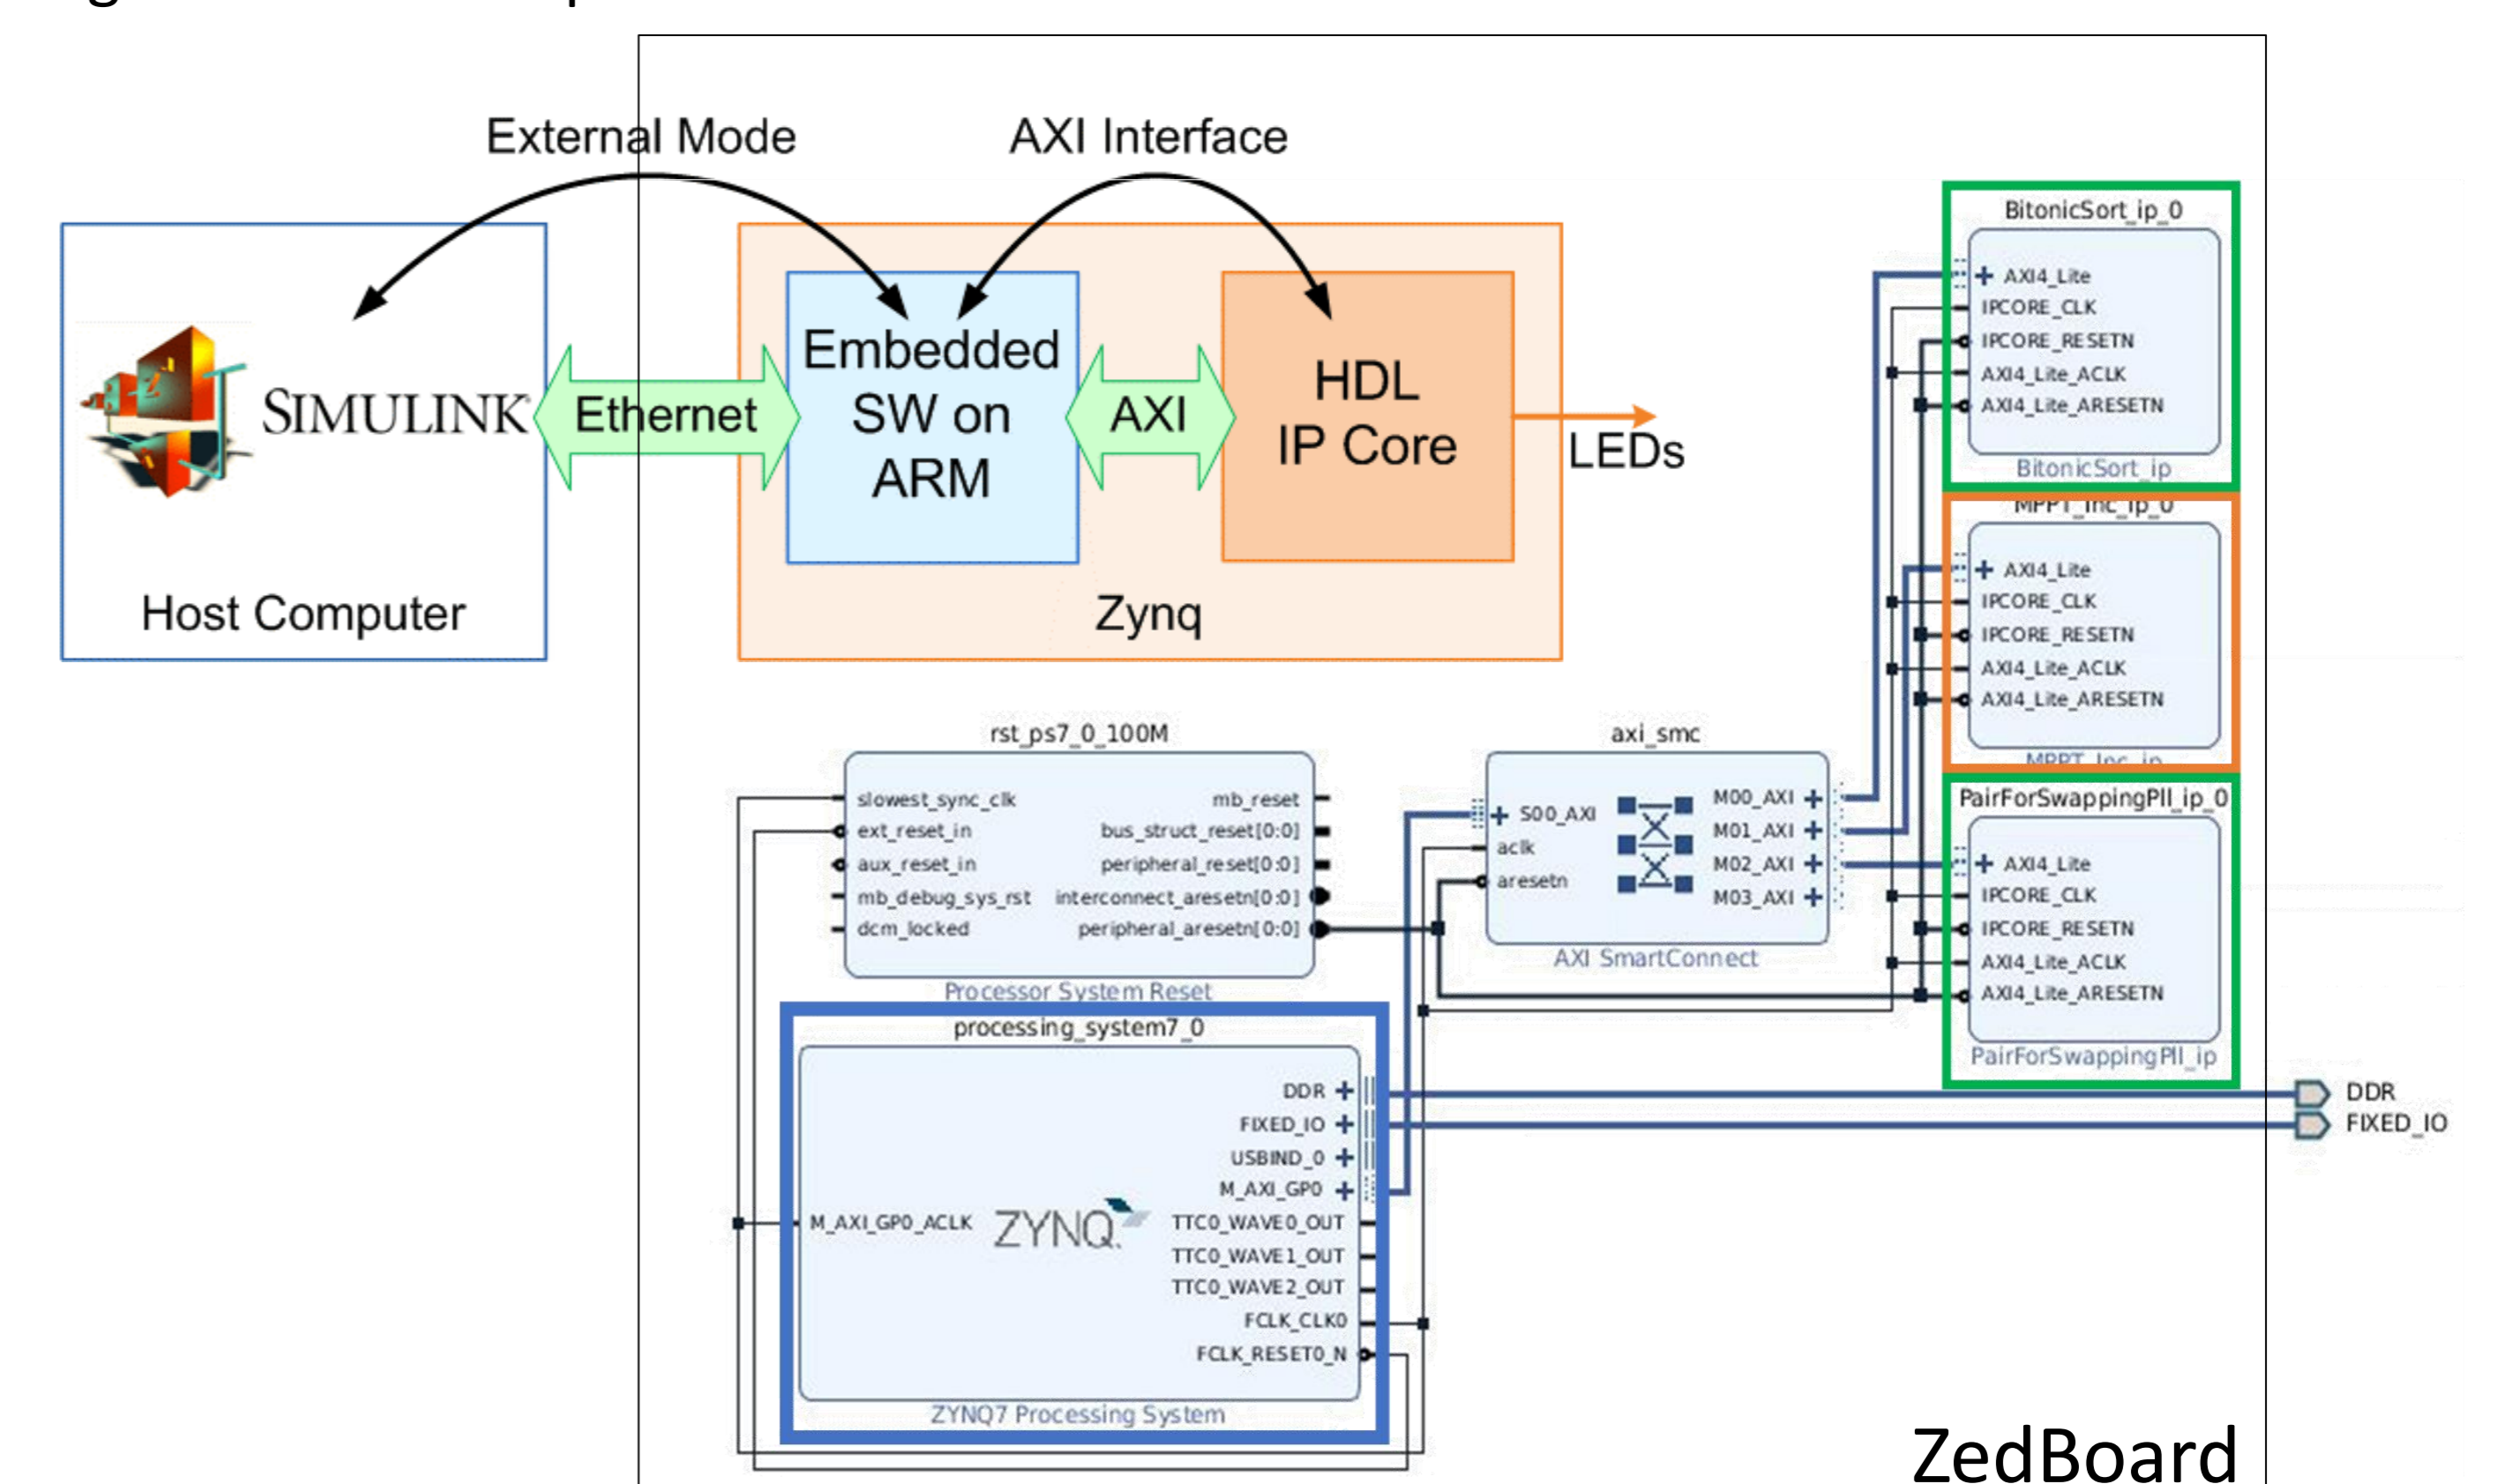 External Mode
AXI Interface
SIMULINK
Host Computer
Ethernet
Embedded
SW on
ARM
AXI
HDL
IP Core
Zynq
LEDs
BitonicSort_ip_0
AXI4_Lite
IPCORE_CLK
IPCORE_RESETN
AXI4_Lite_ACLK
AXI4_Lite_ARESETN
BitonicSort_ip
MPPT_Inc_ip_0
AXI4_Lite
IPCORE_CLK
IPCORE_RESETN
AXI4_Lite_ACLK
AXI4_Lite_ARESETN
MPPT_Inc_ip
PairForSwappingPll_ip_0
AXI4_Lite
IPCORE_CLK
IPCORE_RESETN
AXI4_Lite_ACLK
AXI4_Lite_ARESETN
PairForSwappingPll_ip
rst_ps7_0_100M
slowest_sync_clk
ext_reset_in
aux_reset_in
mb_debug_sys_rst
dcm_locked
mb_reset
bus_struct_reset[0:0]
peripheral_reset[0:0]
interconnect_aresetn[0:0]
peripheral_aresetn[0:0]
Processor System Reset
axi_smc
S00_AXI
aclk
aresetn
M00_AXI
M01_AXI
M02_AXI
M03_AXI
AXI SmartConnect
processing_system7_0
M_AXI_GP0_ACLK
ZYNQ
DDR
FIXED_IO
USBIND_0
M_AXI_GP0
TTC0_WAVE0_OUT
TTC0_WAVE1_OUT
TTC0_WAVE2_OUT
FCLK_CLK0
FCLK_RESET0_N
ZYNQ7 Processing System
DDR
FIXED_IO
ZedBoard